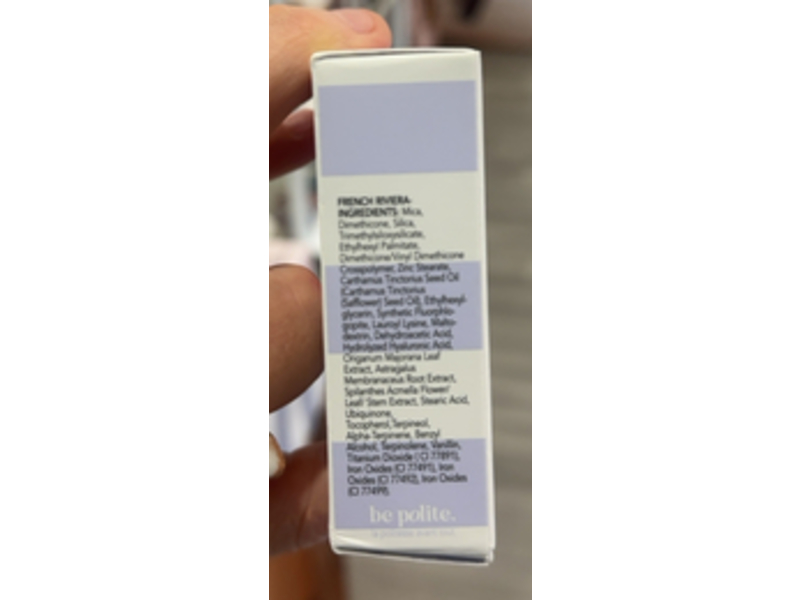 FRENCH RIVIERA-
INGREDIENTS: Mica,
Dimethicone, Silica,
Trimethylsiloxysilicate,
Ethylhexyl Palmitate,
Dimethicone/Vinyl Dimethicone
Crosspolymer, Zinc Stearate,
Carthamus Tinctorius Seed Oil
(Carthamus Tinctorius
(Safflower) Seed Oil), Ethylhexyl-
glycerin, Synthetic Fluorphlo-
gopite, Lauroyl Lysine, Malto-
dextrin, Dehydroacetic Acid,
Hydrolyzed Hyaluronic Acid,
Origanum Majorana Leaf
Extract, Astragalus
Membranaceus Root Extract,
Spilanthes Acmella Flower/
Leaf/ Stem Extract, Stearic Acid,
Ubiquinone,
Tocopherol,Terpineol,
Alpha-Terpinene, Benzyl
Alcohol, Terpinolene, Vanillin,
Titanium Dioxide ( CI 77891),
Iron Oxides (CI 77491), Iron
Oxides (CI 77492), Iron Oxides
(CI 77499).
be polite.